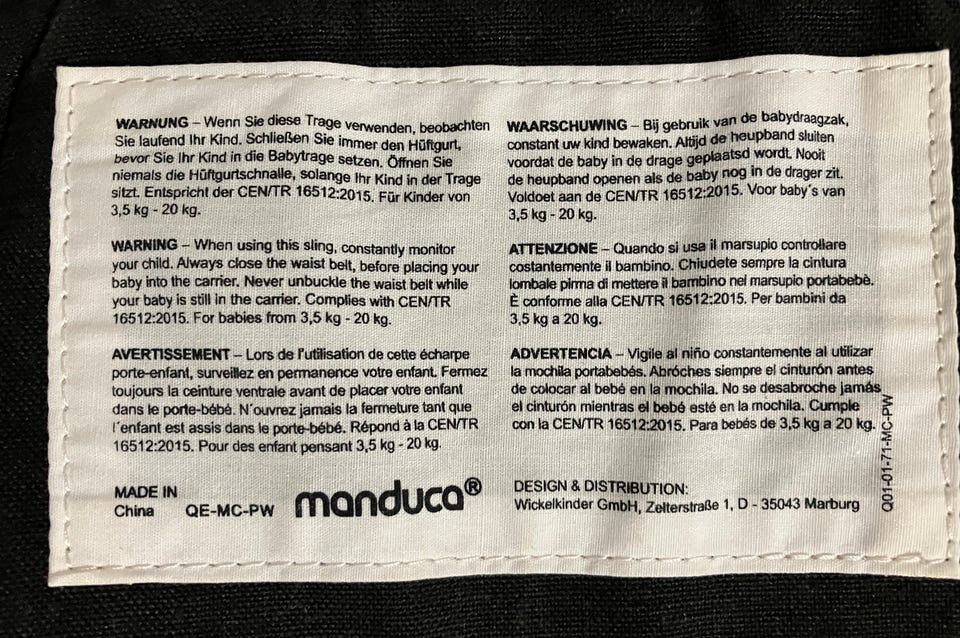 WARNUNG – Wenn Sie diese Trage verwenden, beobachten
Sie laufend Ihr Kind. Schließen Sie immer den Hüftgurt,
bevor Sie Ihr Kind in die Babytrage setzen. Öffnen Sie
niemals die Hüftgurtschnalle, solange Ihr Kind in der Trage
sitzt. Entspricht der CEN/TR 16512:2015. Für Kinder von
3,5 kg - 20 kg.
WARNING – When using this sling, constantly monitor
your child. Always close the waist belt, before placing your
baby into the carrier. Never unbuckle the waist belt while
your baby is still in the carrier. Complies with CEN/TR
16512:2015. For babies from 3,5 kg - 20 kg.
AVERTISSEMENT – Lors de l'utilisation de cette écharpe
porte-enfant, surveillez en permanence votre enfant. Fermez
toujours la ceinture ventrale avant de placer votre enfant
dans le porte-bébé. N´ouvrez jamais la fermeture tant que
l´enfant est assis dans le porte-bébé. Répond à la CEN/TR
16512:2015. Pour des enfant pensant 3,5 kg - 20 kg.
WAARSCHUWING – Bij gebruik van de babydraagzak,
constant uw kind bewaken. Altijd de heupband sluiten
voordat de baby in de drage geplaatsd wordt. Nooit
de heupband openen als de baby nog in de drager zit.
Voldoet aan de CEN/TR 16512:2015. Voor baby´s van
3,5 kg - 20 kg.
ATTENZIONE – Quando si usa il marsupio controllare
costantemente il bambino. Chiudete sempre la cintura
lombale pirma di mettere il bambino nel marsupio portabebè.
È conforme alla CEN/TR 16512:2015. Per bambini da
3,5 kg a 20 kg.
ADVERTENCIA – Vigile al niño constantemente al utilizar
la mochila portabebés. Abróches siempre el cinturón antes
de colocar al bebé en la mochila. No se desabroche jamás
el cinturón mientras el bebé esté en la mochila. Cumple
con la CEN/TR 16512:2015. Para bebés de 3,5 kg a 20 kg.
MADE IN
China QE-MC-PW
manduca®
DESIGN & DISTRIBUTION:
Wickelkinder GmbH, Zelterstraße 1, D - 35043 Marburg
Q01-01-71-MC-PW